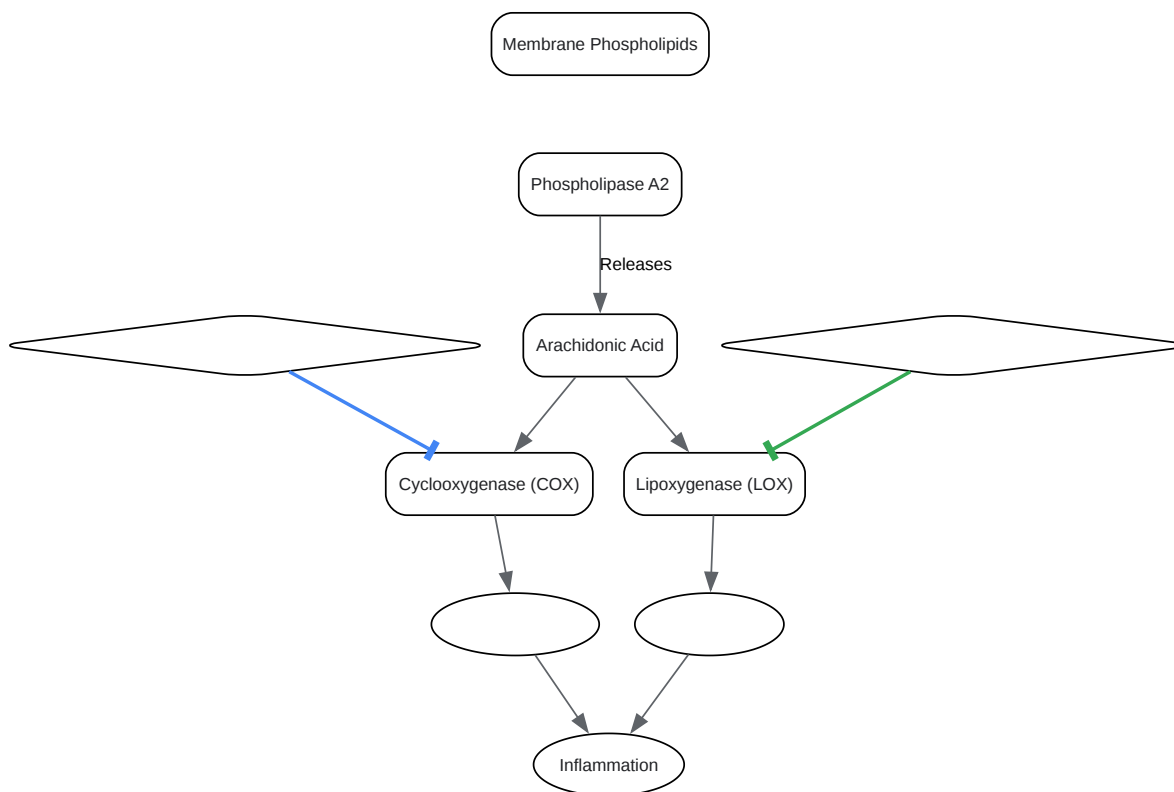 Membrane Phospholipids
Phospholipase A2
Releases
Arachidonic Acid
Cyclooxygenase (COX)
Lipoxygenase (LOX)
Inflammation